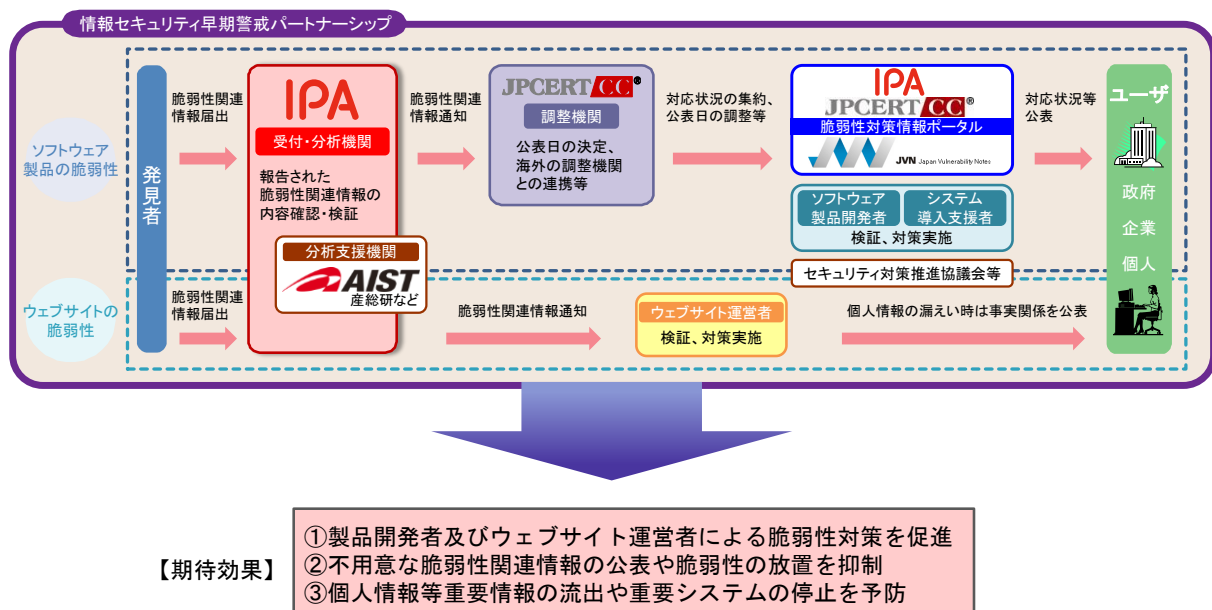 情報セキュリティ早期警戒パートナーシップ
ソフトウェア
製品の脆弱性
発見者
脆弱性関連
情報届出
IPA
受付・分析機関
報告された
脆弱性関連情報の
内容確認・検証
分析支援機関
AIST
産総研など
脆弱性関連
情報通知
JPCERT CC®
調整機関
公表日の決定、
海外の調整機関
との連携等
対応状況の集約、
公表日の調整等
IPA
JPCERT CC®
脆弱性対策情報ポータル
JVN Japan Vulnerability Notes
ソフトウェア
製品開発者
システム
導入支援者
検証、対策実施
セキュリティ対策推進協議会等
対応状況等
公表
ユーザ
政府
企業
個人
ウェブサイトの
脆弱性
脆弱性関連
情報届出
脆弱性関連情報通知
ウェブサイト運営者
検証、対策実施
個人情報の漏えい時は事実関係を公表
【期待効果】
①製品開発者及びウェブサイト運営者による脆弱性対策を促進
②不用意な脆弱性関連情報の公表や脆弱性の放置を抑制
③個人情報等重要情報の流出や重要システムの停止を予防